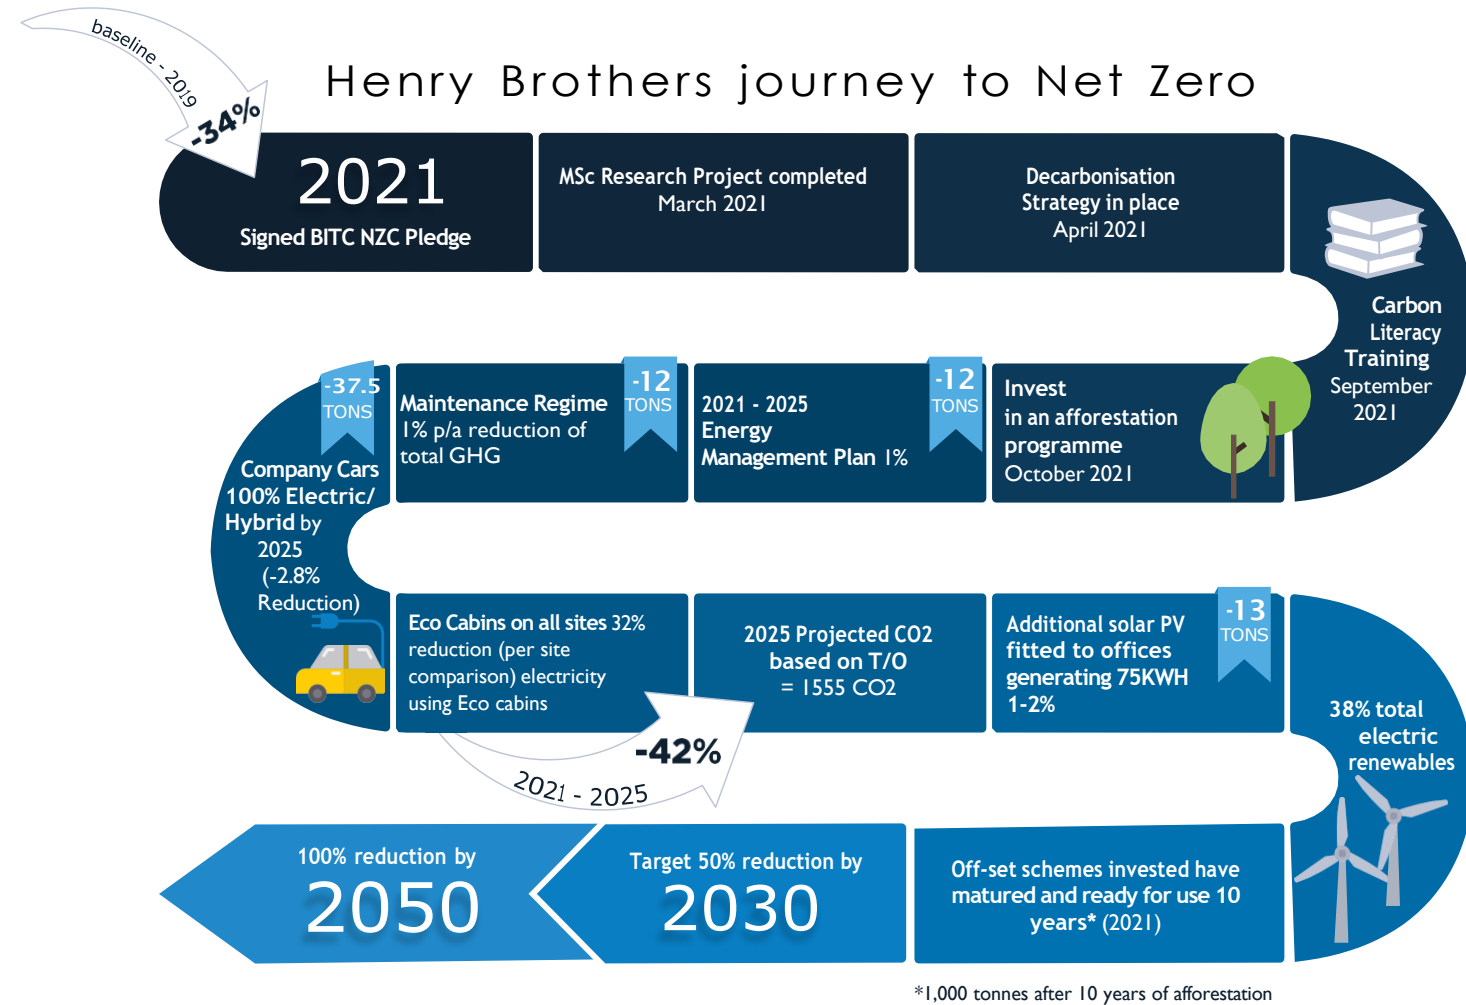 baseline - 2019
-34%
Henry Brothers journey to Net Zero
2021
Signed BITC NZC Pledge
MSc Research Project completed
March 2021
Decarbonisation
Strategy in place
April 2021
Carbon
Literacy
Training
September
2021
Invest
in an afforestation
programme
October 2021
-12
TONS
2021 - 2025
Energy
Management Plan 1%
-12
TONS
Maintenance Regime
1% p/a reduction of
total GHG
-37.5
TONS
Company Cars
100% Electric/
Hybrid by
2025
(-2.8%
Reduction)
Eco Cabins on all sites 32%
reduction (per site
comparison) electricity
using Eco cabins
2021 - 2025
-42%
2025 Projected CO2
based on T/O
= 1555 CO2
-13
TONS
Additional solar PV
fitted to offices
generating 75KWH
1-2%
38% total
electric
renewables
Off-set schemes invested have
matured and ready for use 10
years* (2021)
Target 50% reduction by
2030
100% reduction by
2050
*1,000 tonnes after 10 years of afforestation